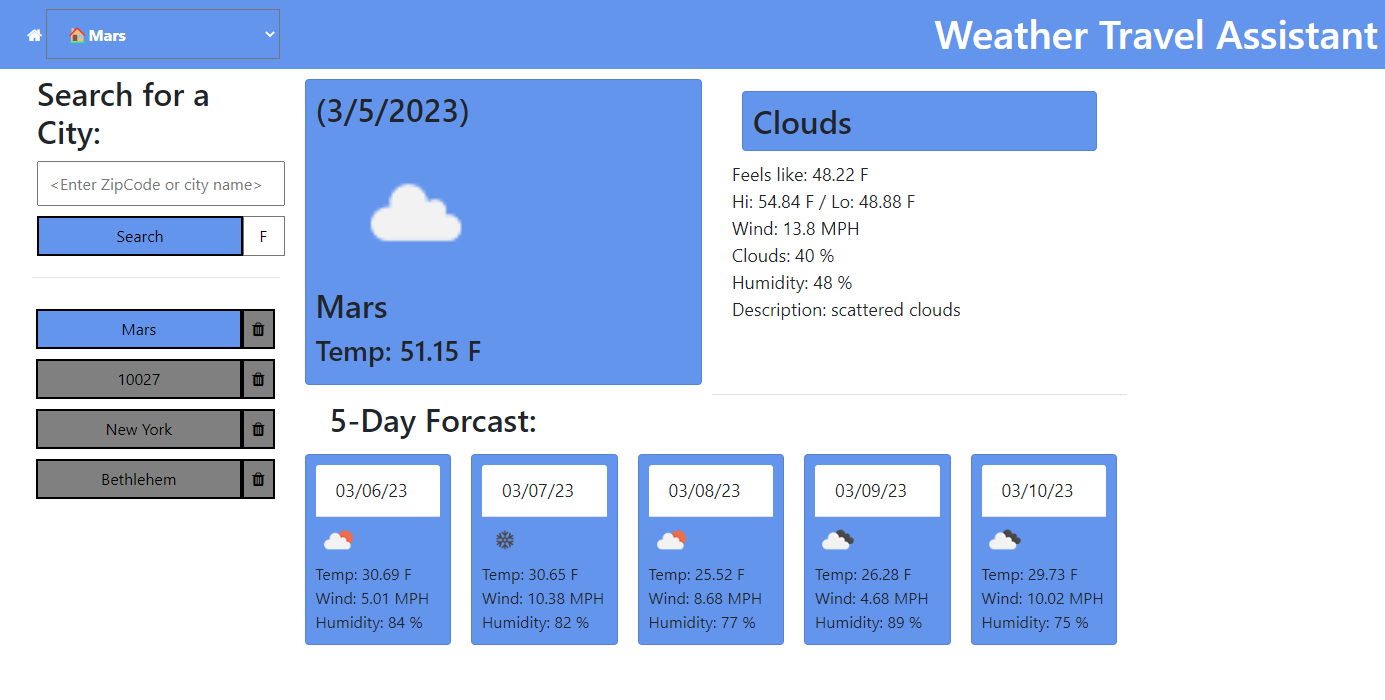 🏠 Mars
Weather Travel Assistant
Search for a
City:
<Enter ZipCode or city name>
Search
F
Mars
10027
New York
Bethlehem
(3/5/2023)
Mars
Temp: 51.15 F
Clouds
Feels like: 48.22 F
Hi: 54.84 F / Lo: 48.88 F
Wind: 13.8 MPH
Clouds: 40 %
Humidity: 48 %
Description: scattered clouds
5-Day Forcast:
03/06/23
Temp: 30.69 F
Wind: 5.01 MPH
Humidity: 84 %
03/07/23
Temp: 30.65 F
Wind: 10.38 MPH
Humidity: 82 %
03/08/23
Temp: 25.52 F
Wind: 8.68 MPH
Humidity: 77 %
03/09/23
Temp: 26.28 F
Wind: 4.68 MPH
Humidity: 89 %
03/10/23
Temp: 29.73 F
Wind: 10.02 MPH
Humidity: 75 %